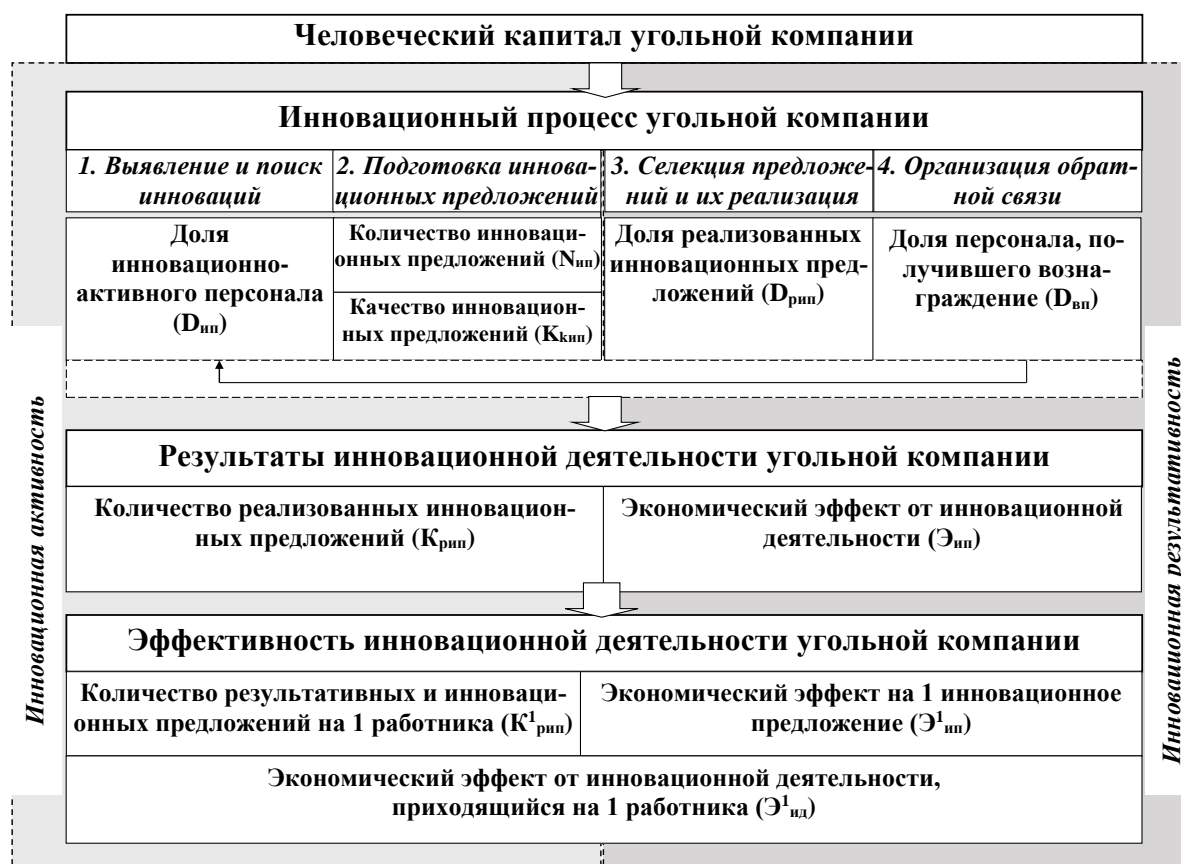 Человеческий капитал угольной компании
Инновационный процесс угольной компании
1. Выявление и поиск
инноваций
2. Подготовка иннова-
ционных предложений
3. Селекция предложе-
ний и их реализация
4. Организация обрат-
ной связи
Доля
инновационно-
активного персонала
(Dип)
Количество инноваци-
онных предложений (Nип)
Качество инновацион-
ных предложений (Kкип)
Доля реализованных
инновационных пред-
ложений (Dрип)
Доля персонала, по-
лучившего возна-
граждение (Dвп)
Инновационная активность
Инновационная результативность
Результаты инновационной деятельности угольной компании
Количество реализованных инновацион-
ных предложений (Крип)
Экономический эффект от инновационной
деятельности (Эип)
Эффективность инновационной деятельности угольной компании
Количество результативных и инноваци-
онных предложений на 1 работника (К¹рип)
Экономический эффект на 1 инновационное
предложение (Э¹ип)
Экономический эффект от инновационной деятельности,
приходящийся на 1 работника (Э¹ид)